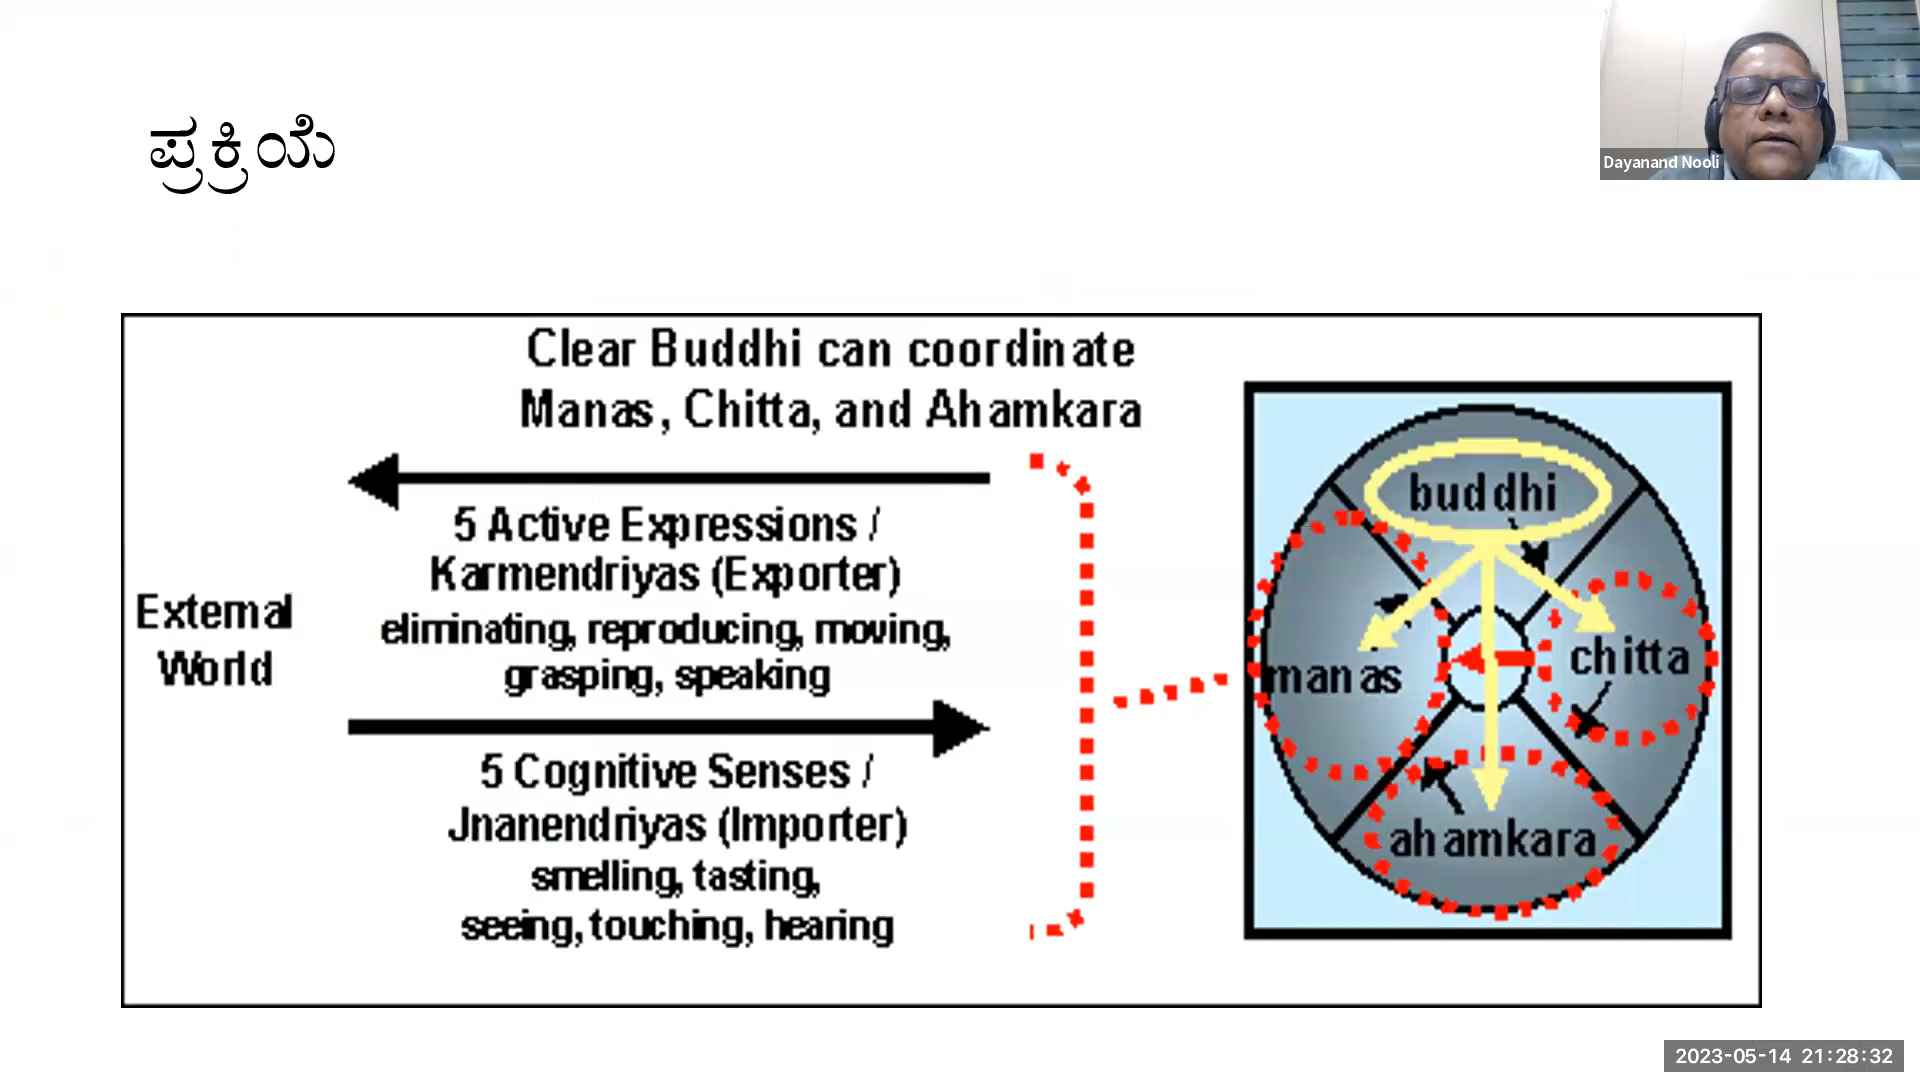 ಪ್ರಕ್ರಿಯೆ
Dayanand Nooli
Clear Buddhi can coordinate
Manas, Chitta, and Ahamkara
5 Active Expressions /
Karmendriyas (Exporter)
eliminating, reproducing, moving,
grasping, speaking
External
World
5 Cognitive Senses /
Jnanendriyas (Importer)
smelling, tasting,
seeing, touching, hearing
buddhi
manas
chitta
ahamkara
2023-05-14 21:28:32